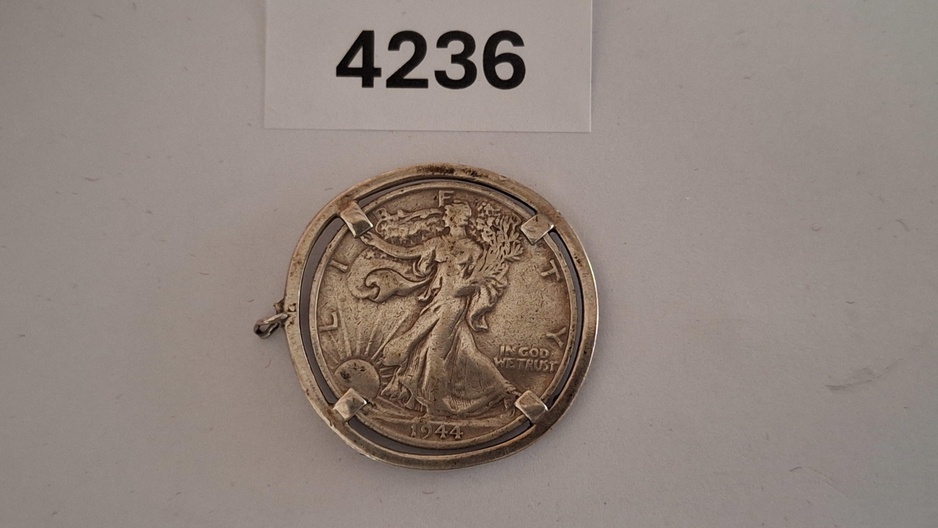 4236
LIBERTY
IN GOD
WE TRUST
1944